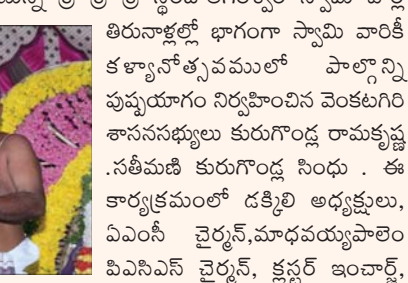 తిరునాళ్లల్లో భాగంగా స్వామి వారికీ
కళ్యానోత్సవములో పాల్గొన్ని
పుష్పయాగం నిర్వహించిన వెంకటగిరి
శాసనసభ్యులు కురుగొండ్ల రామకృష్ణ
.సతీమణి కురుగొండ్ల సింధు . ఈ
కార్యక్రమంలో డక్కిలి అధ్యక్షులు,
ఏఎంసీ చైర్మన్,మాధవయ్యపాలెం
పిఎసిఎస్ చైర్మన్, క్లస్టర్ ఇంచార్జ్,